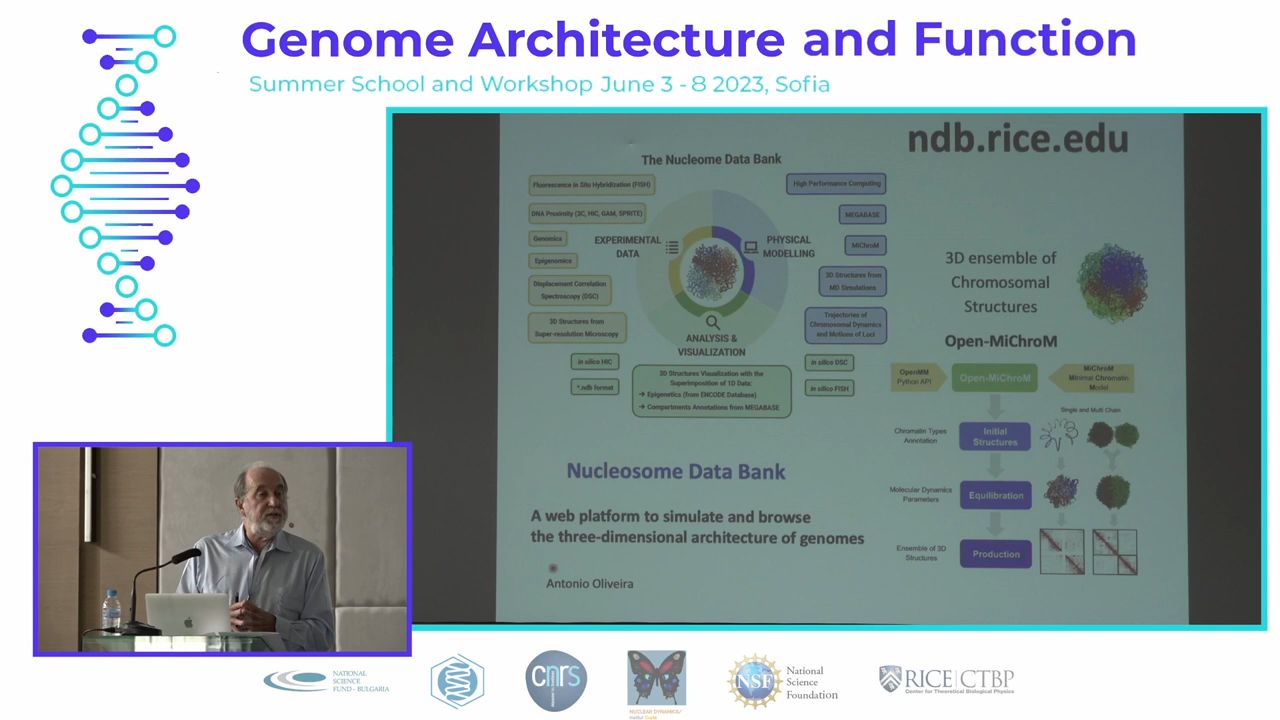 Genome Architecture and Function
Summer School and Workshop June 3 - 8 2023, Sofia
ndb.rice.edu
The Nucleome Data Bank
Fluorescence in Situ Hybridization (FISH)
DNA Proximity (3C, HIC, GAM, SPRITE)
Genomics
Epigenomics
Displacement Correlation
Spectroscopy (DSC)
3D Structures from
Super-resolution Microscopy
EXPERIMENTAL
DATA
PHYSICAL
MODELLING
High Performance Computing
MEGABASE
MiChroM
3D Structures from
MD Simulations
Trajectories of
Chromosomal Dynamics
and Motions of Loci
ANALYSIS &
VISUALIZATION
in silico HIC
*.ndb format
3D Structures Visualization with the
Superimposition of 1D Data:
→ Epigenetics (from ENCODE Database)
→ Compartments Annotations from MEGABASE
in silico DSC
in silico FISH
3D ensemble of
Chromosomal
Structures
Open-MiChroM
OpenMM
Python API
Open-MiChroM
MiChroM
Minimal Chromatin
Model
Single and Multi Chain
Chromatin Types
Annotation
Initial
Structures
Molecular Dynamics
Parameters
Equilibration
Ensemble of 3D
Structures
Production
Nucleosome Data Bank
A web platform to simulate and browse
the three-dimensional architecture of genomes
Antonio Oliveira
NATIONAL
SCIENCE
FUND - BULGARIA
cnrs
NUCLEAR DYNAMICS
NSF
National
Science
Foundation
RICE | CTBP
Center for Theoretical Biological Physics